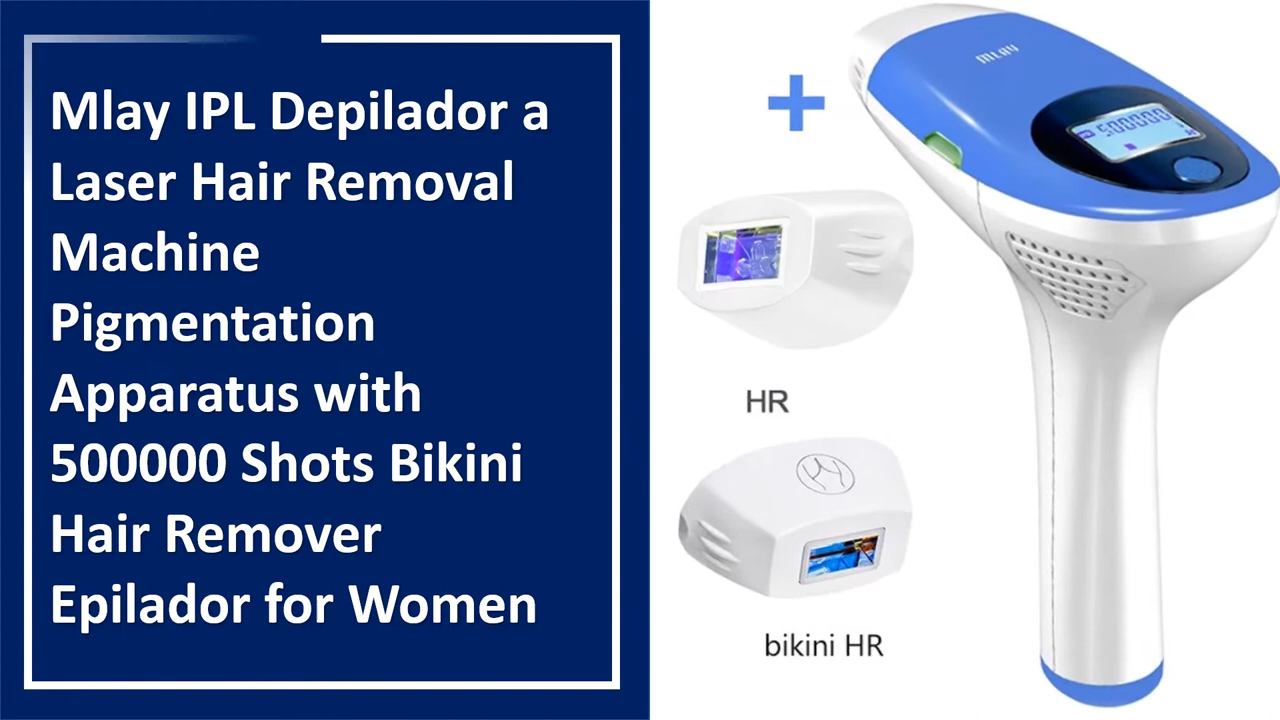 Mlay IPL Depilador a
Laser Hair Removal
Machine
Pigmentation
Apparatus with
500000 Shots Bikini
Hair Remover
Epilador for Women
+
MLAY
500000
HR
bikini HR